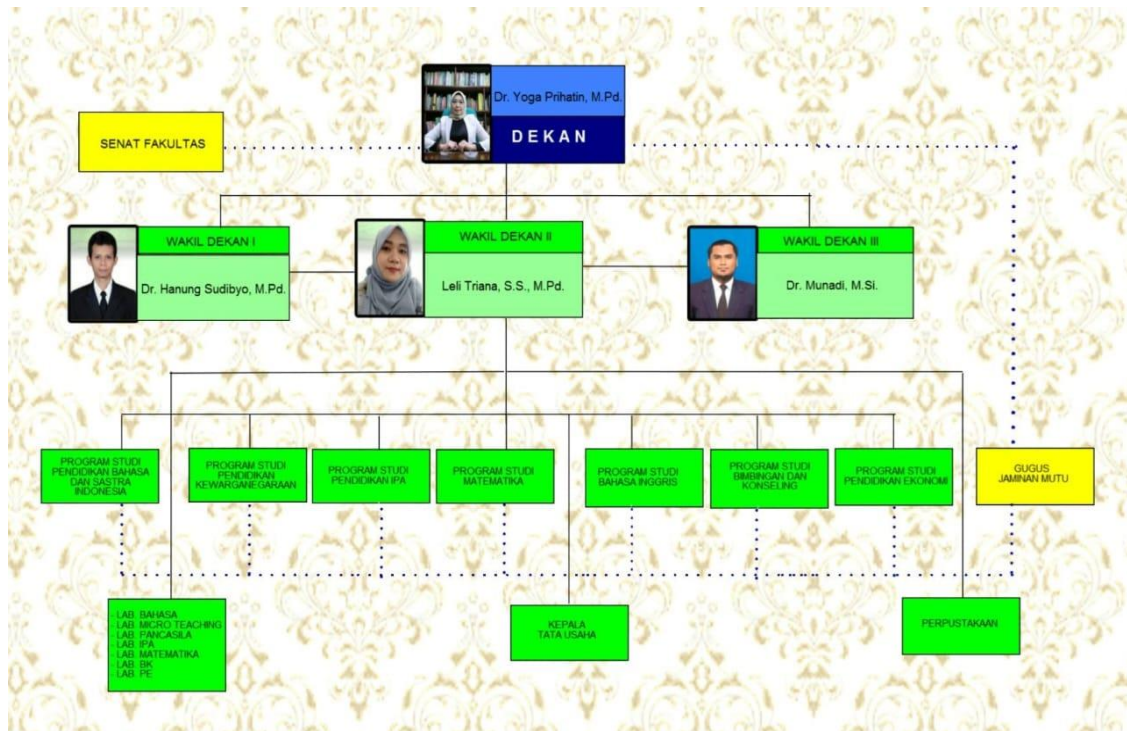 Dr. Yoga Prihatin, M.Pd.
DEKAN
SENAT FAKULTAS
WAKIL DEKAN I
Dr. Hanung Sudibyo, M.Pd.
WAKIL DEKAN II
Leli Triana, S.S., M.Pd.
WAKIL DEKAN III
Dr. Munadi, M.Si.
PROGRAM STUDI
PENDIDIKAN BAHASA
DAN SASTRA
INDONESIA
PROGRAM STUDI
PENDIDIKAN
KEWARGANEGARAAN
PROGRAM STUDI
PENDIDIKAN IPA
PROGRAM STUDI
MATEMATIKA
PROGRAM STUDI
BAHASA INGGRIS
PROGRAM STUDI
BIMBINGAN DAN
KONSELING
PROGRAM STUDI
PENDIDIKAN EKONOMI
GUGUS
JAMINAN MUTU
- LAB. BAHASA
- LAB. MICRO TEACHING
- LAB. PANCASILA
- LAB. IPA
- LAB. MATEMATIKA
- LAB. BK
- LAB. PE
KEPALA
TATA USAHA
PERPUSTAKAAN